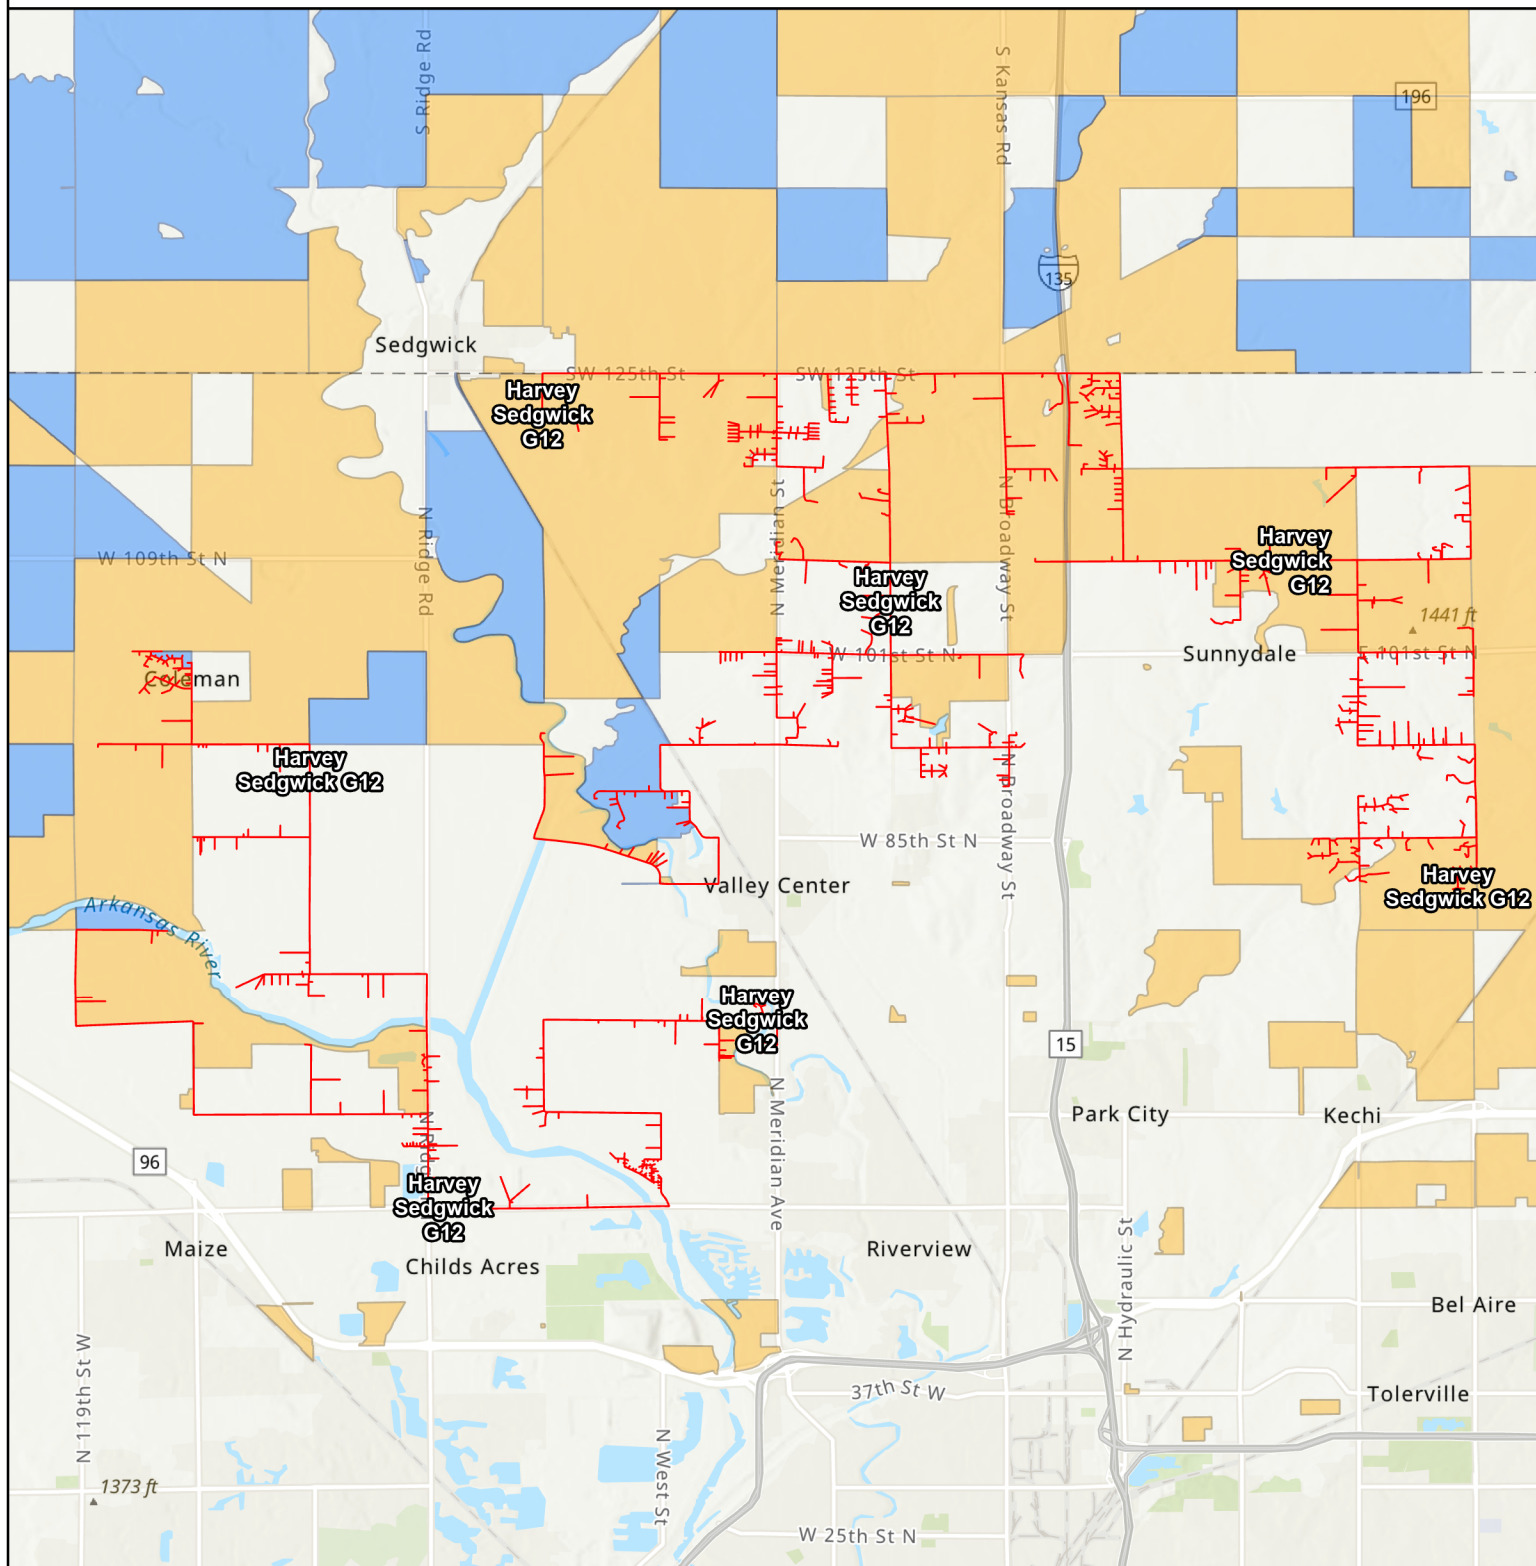 S Ridge Rd
S Kansas Rd
196
135
Sedgwick
SW 125th St
SW 125th St
Harvey
Sedgwick
G12
N Meridian St
N Ridge Rd
N Broadway St
W 109th St N
Harvey
Sedgwick
G12
Harvey
Sedgwick
G12
1441 ft
Coleman
W 101st St N
Sunnydale
E 101st St N
Harvey
Sedgwick G12
N Broadway St
W 85th St N
Valley Center
Harvey
Sedgwick G12
Arkansas River
Harvey
Sedgwick
G12
15
N Meridian Ave
Park City
Kechi
96
N Ridge
Harvey
Sedgwick
G12
Maize
Childs Acres
Riverview
N Hydraulic St
Bel Aire
N 119th St W
37th St W
Tolerville
N West St
1373 ft
W 25th St N